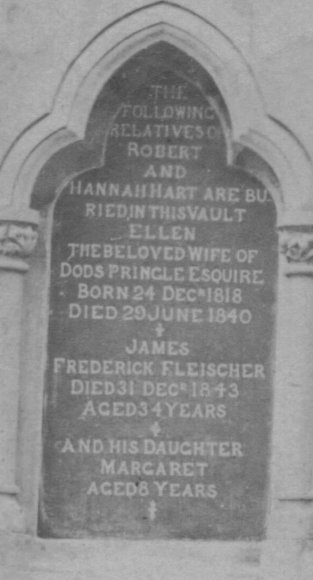 THE
FOLLOWING
RELATIVES OF
ROBERT
AND
HANNAH HART ARE BU-
RIED, IN THIS VAULT
ELLEN
THE BELOVED WIFE OF
DODS PRINGLE ESQUIRE
BORN 24 DECR 1818
DIED 29 JUNE 1840
JAMES
FREDERICK FLEISCHER
DIED 31 DECR 1843
AGED 34 YEARS
AND HIS DAUGHTER
MARGARET
AGED 8 YEARS